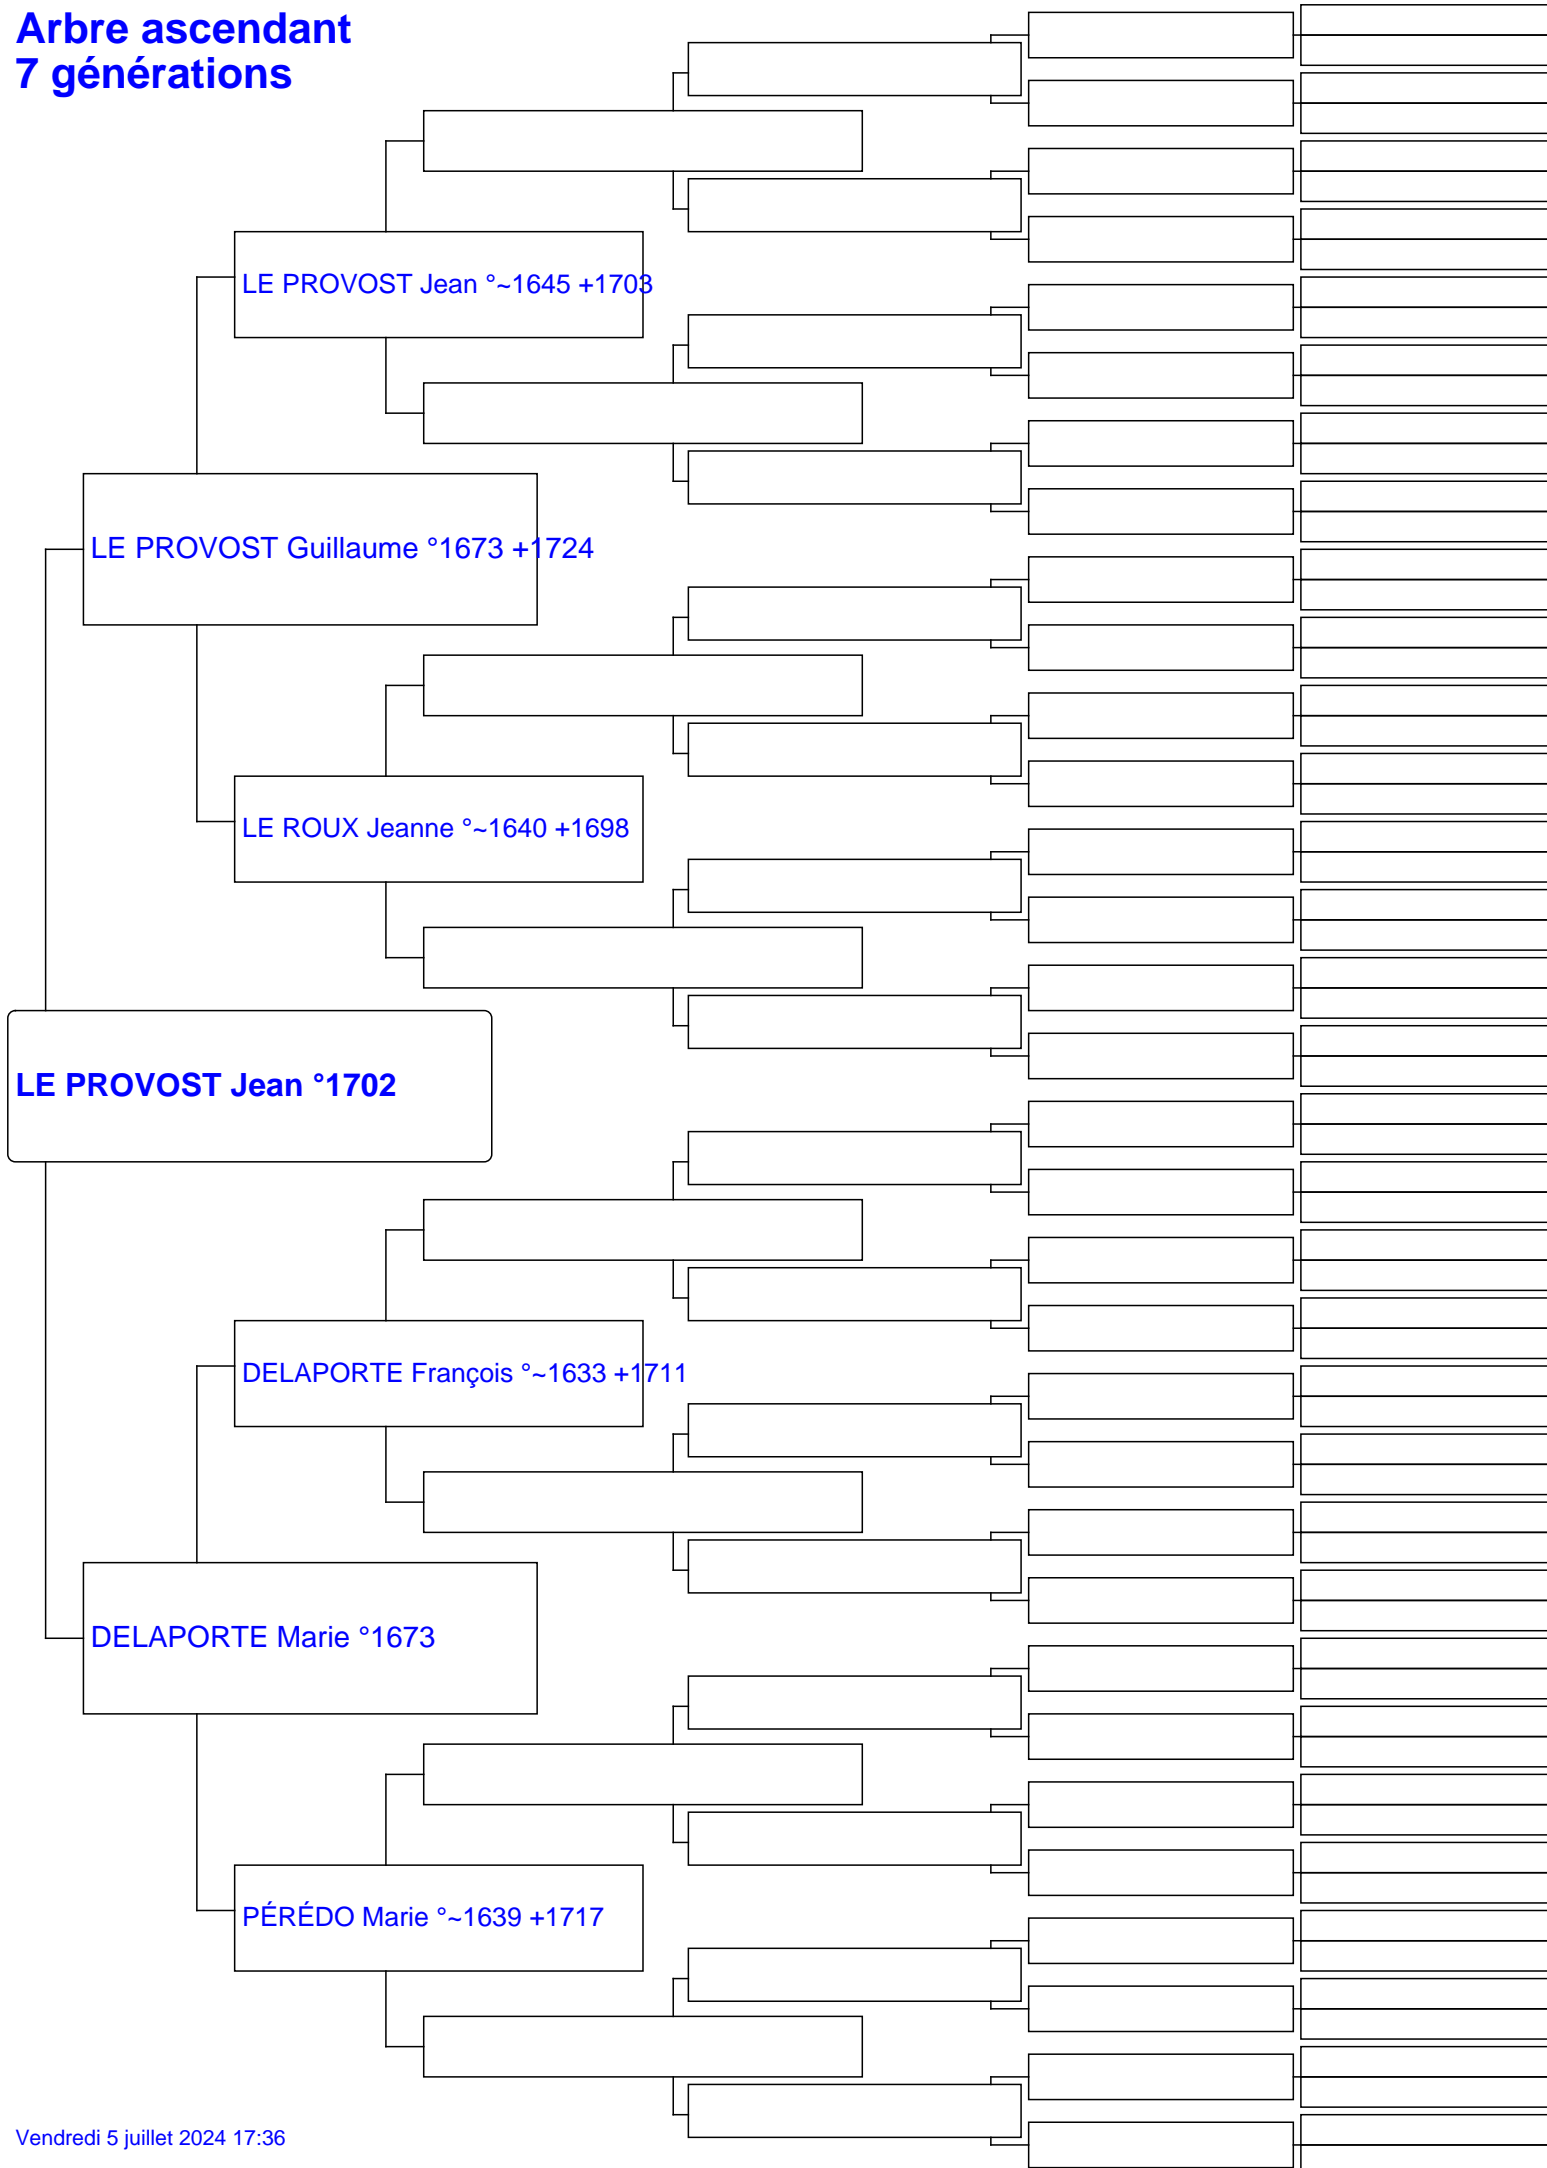 Arbre ascendant
7 générations
LE PROVOST Jean °~1645 +1703
LE PROVOST Guillaume °1673 +1724
LE ROUX Jeanne °~1640 +1698
LE PROVOST Jean °1702
DELAPORTE François °~1633 +1711
DELAPORTE Marie °1673
PÉRÉDO Marie °~1639 +1717
Vendredi 5 juillet 2024 17:36